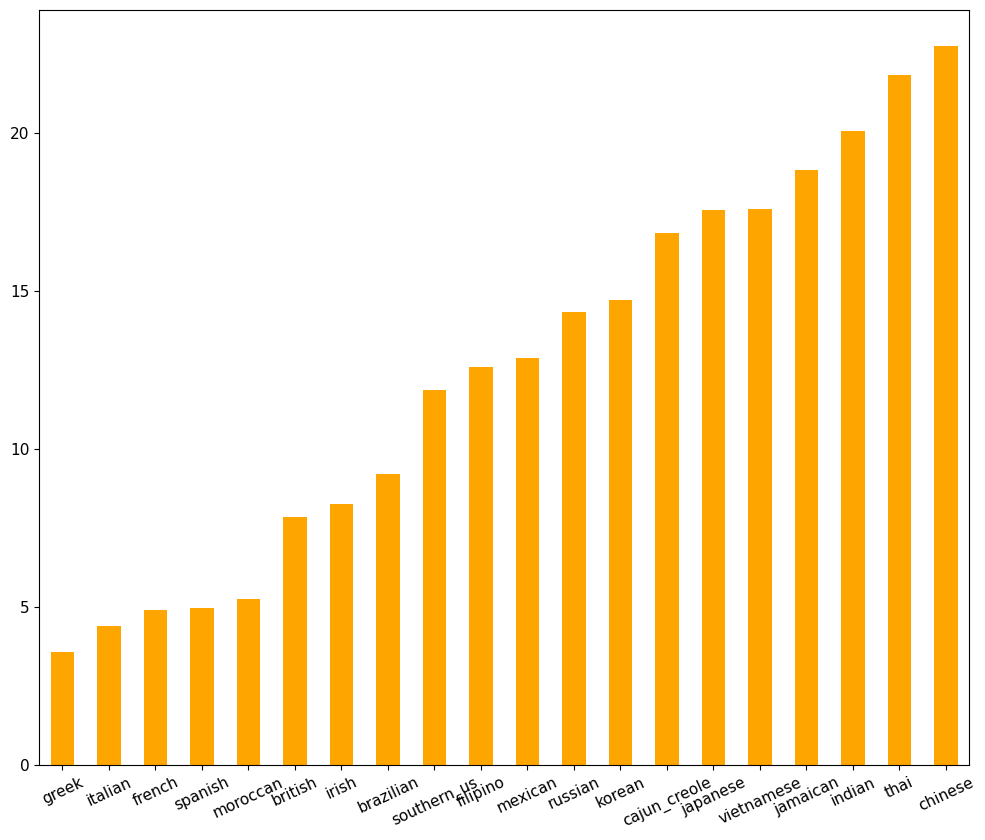 20
15
10
5
0
greek
italian
french
spanish
moroccan
british
irish
brazilian
southern_us
filipino
mexican
russian
korean
cajun_creole
japanese
vietnamese
jamaican
indian
thai
chinese